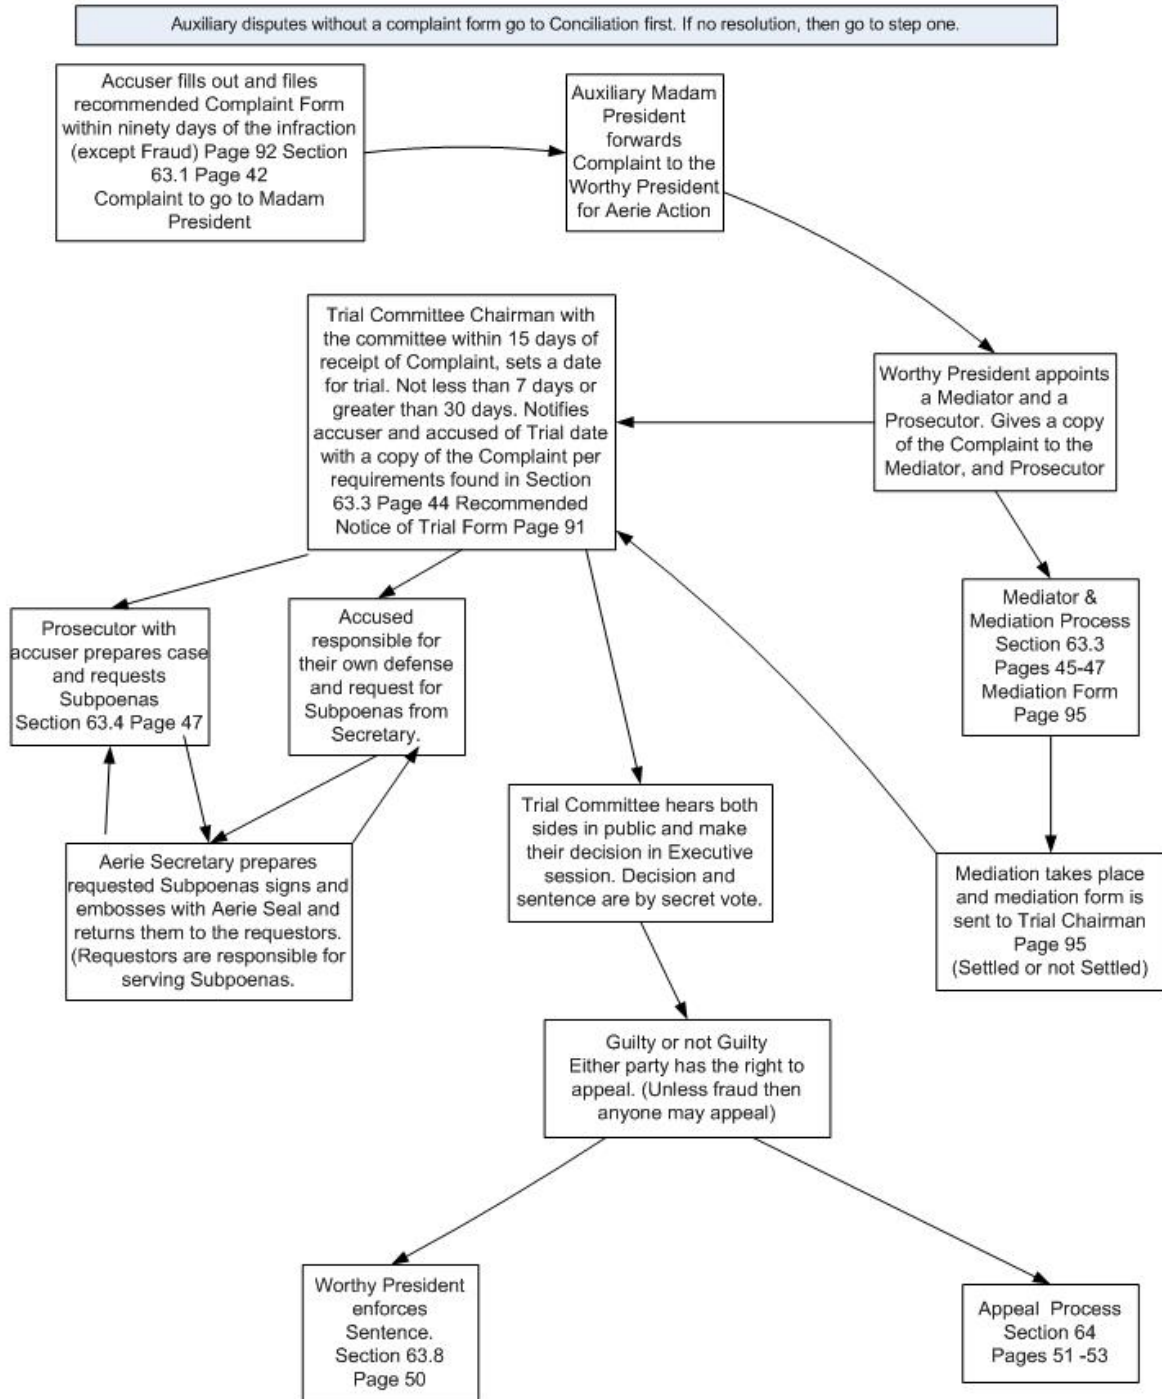 Auxiliary disputes without a complaint form go to Conciliation first. If no resolution, then go to step one.
Accuser fills out and files
recommended Complaint Form
within ninety days of the infraction
(except Fraud) Page 92 Section
63.1 Page 42
Complaint to go to Madam
President
Auxiliary Madam
President
forwards
Complaint to the
Worthy President
for Aerie Action
Worthy President appoints
a Mediator and a
Prosecutor. Gives a copy
of the Complaint to the
Mediator, and Prosecutor
Trial Committee Chairman with
the committee within 15 days of
receipt of Complaint, sets a date
for trial. Not less than 7 days or
greater than 30 days. Notifies
accuser and accused of Trial date
with a copy of the Complaint per
requirements found in Section
63.3 Page 44 Recommended
Notice of Trial Form Page 91
Mediator &
Mediation Process
Section 63.3
Pages 45-47
Mediation Form
Page 95
Prosecutor with
accuser prepares case
and requests
Subpoenas
Section 63.4 Page 47
Accused
responsible for
their own defense
and request for
Subpoenas from
Secretary.
Trial Committee hears both
sides in public and make
their decision in Executive
session. Decision and
sentence are by secret vote.
Aerie Secretary prepares
requested Subpoenas signs and
embosses with Aerie Seal and
returns them to the requestors.
(Requestors are responsible for
serving Subpoenas.
Mediation takes place
and mediation form is
sent to Trial Chairman
Page 95
(Settled or not Settled)
Guilty or not Guilty
Either party has the right to
appeal. (Unless fraud then
anyone may appeal)
Worthy President
enforces
Sentence.
Section 63.8
Page 50
Appeal Process
Section 64
Pages 51 -53